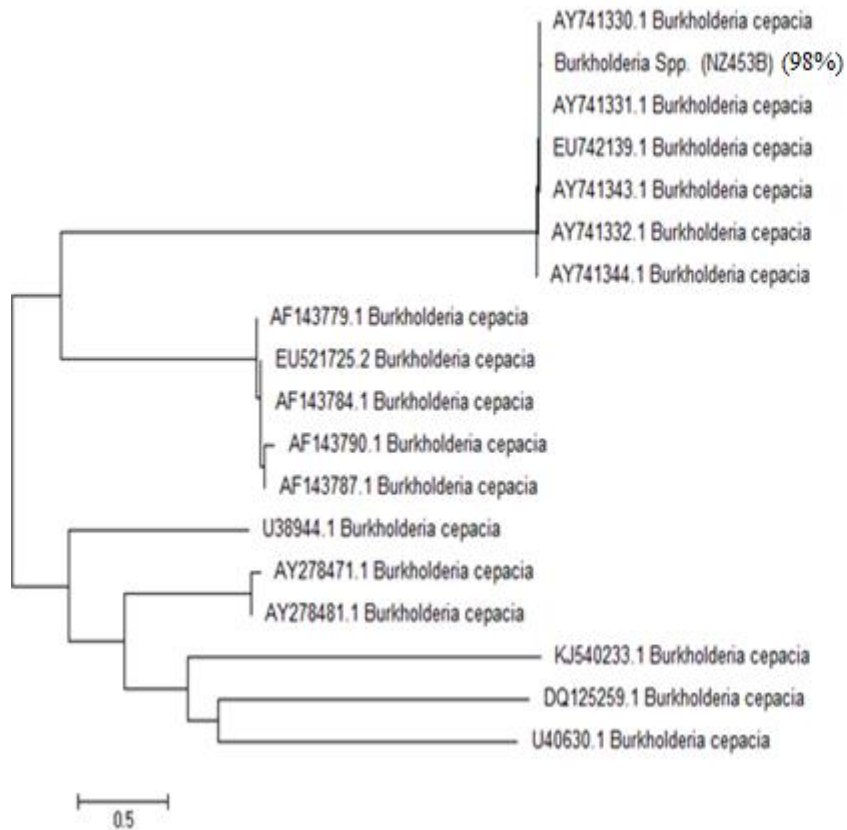 AY741330.1 Burkholderia cepacia
Burkholderia Spp. (NZ453B) (98%)
AY741331.1 Burkholderia cepacia
EU742139.1 Burkholderia cepacia
AY741343.1 Burkholderia cepacia
AY741332.1 Burkholderia cepacia
AY741344.1 Burkholderia cepacia
AF143779.1 Burkholderia cepacia
EU521725.2 Burkholderia cepacia
AF143784.1 Burkholderia cepacia
AF143790.1 Burkholderia cepacia
AF143787.1 Burkholderia cepacia
U38944.1 Burkholderia cepacia
AY278471.1 Burkholderia cepacia
AY278481.1 Burkholderia cepacia
KJ540233.1 Burkholderia cepacia
DQ125259.1 Burkholderia cepacia
U40630.1 Burkholderia cepacia
0.5